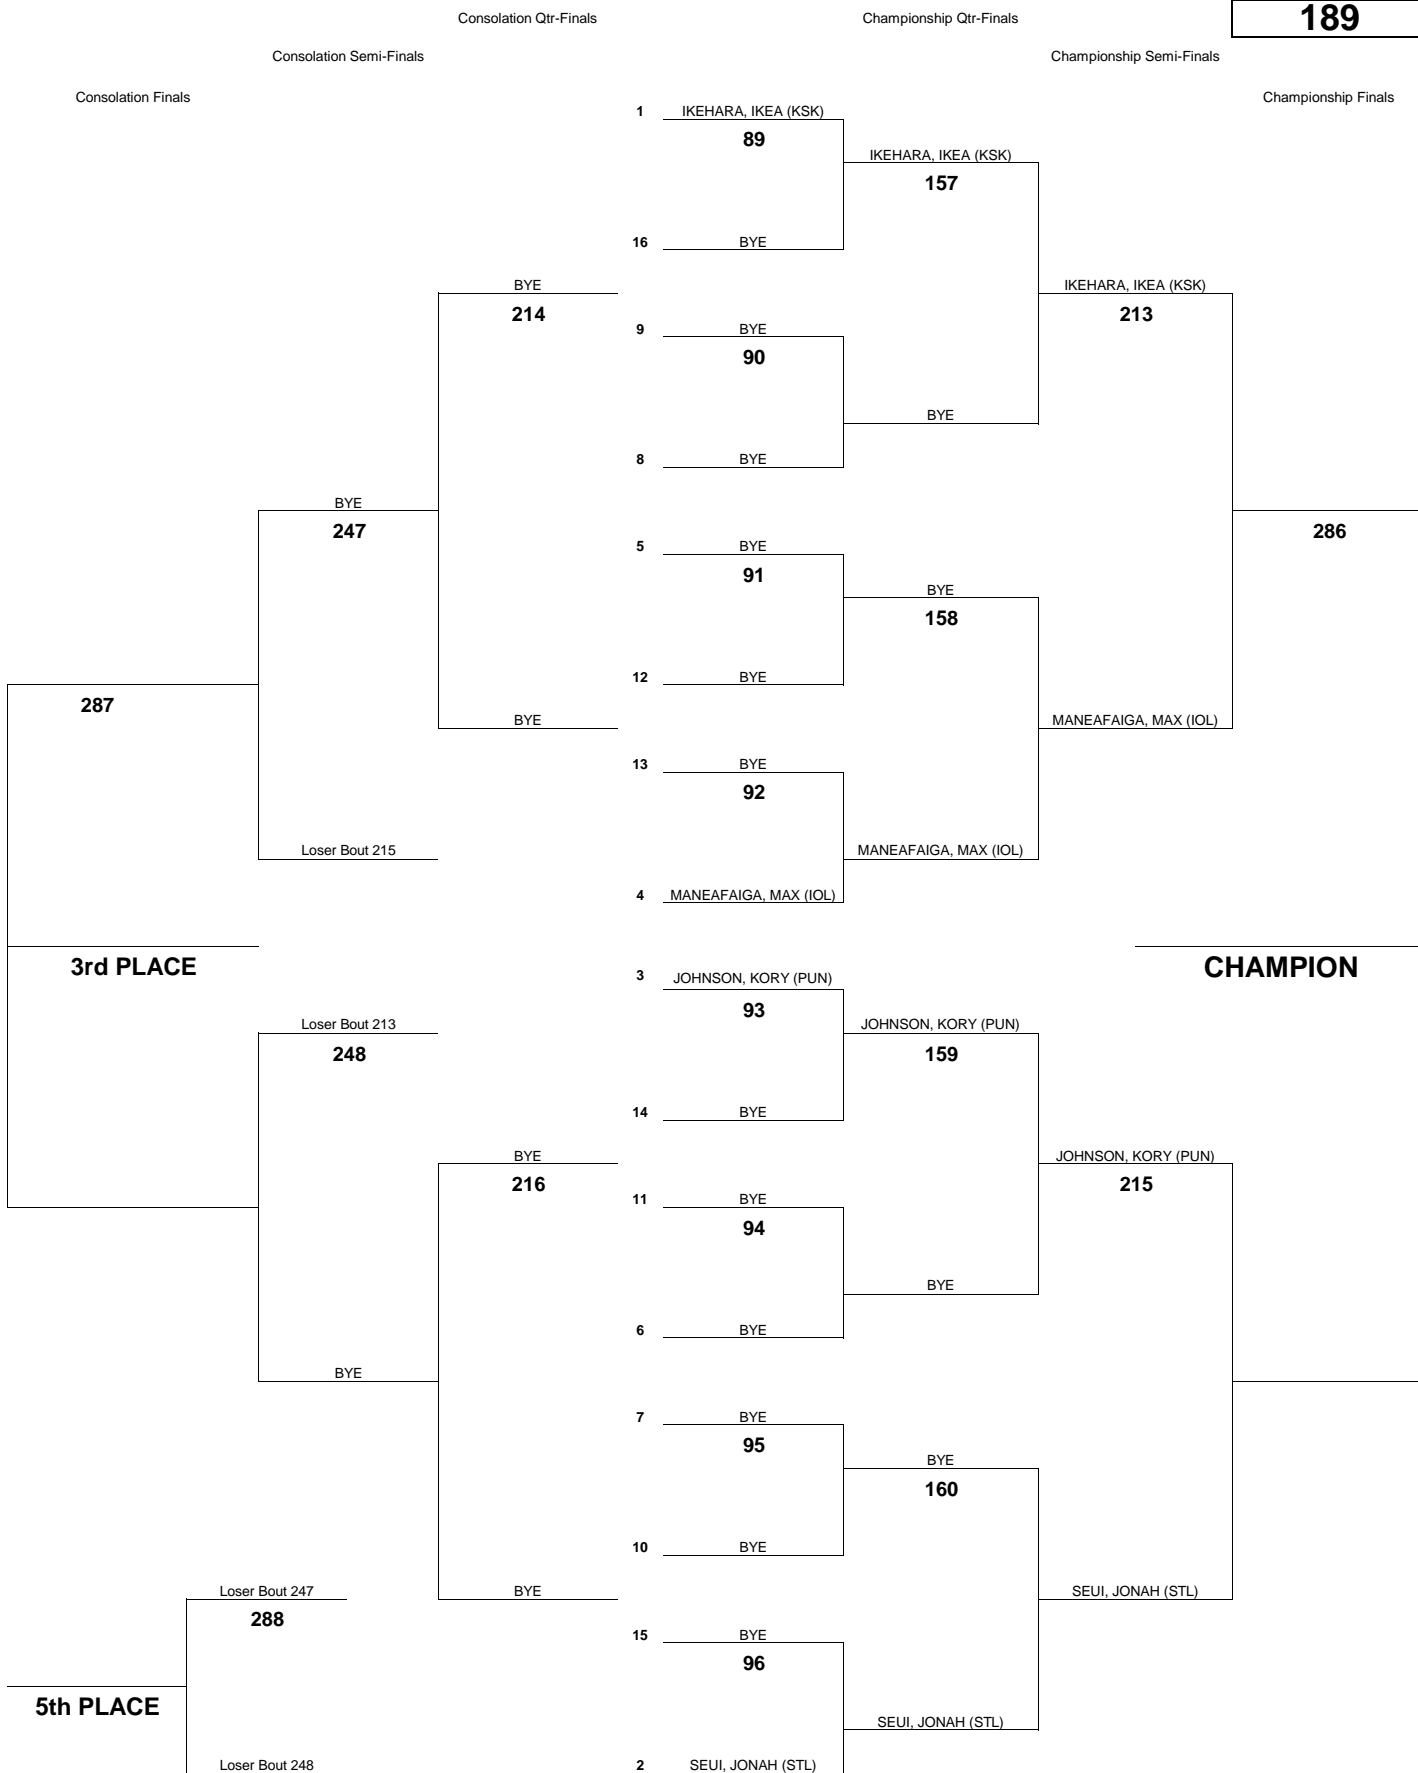 Consolation Qtr-Finals Championship Qtr-Finals 189
Consolation Semi-Finals Championship Semi-Finals
Consolation Finals Championship Finals
1 IKEHARA, IKEA (KSK)
89
IKEHARA, IKEA (KSK)
157
16 BYE
BYE IKEHARA, IKEA (KSK)
214 213
9 BYE
90
BYE
8 BYE
BYE
247 286
5 BYE
91
BYE
158
12 BYE
287
BYE MANEAFAIGA, MAX (IOL)
13 BYE
92
Loser Bout 215 MANEAFAIGA, MAX (IOL)
4 MANEAFAIGA, MAX (IOL)
3rd PLACE CHAMPION
3 JOHNSON, KORY (PUN)
93
Loser Bout 213 JOHNSON, KORY (PUN)
248 159
14 BYE
BYE JOHNSON, KORY (PUN)
216 215
11 BYE
94
BYE
6 BYE
BYE
7 BYE
95
BYE
160
10 BYE
Loser Bout 247 BYE SEUI, JONAH (STL)
288
15 BYE
96
5th PLACE
SEUI, JONAH (STL)
Loser Bout 248 2 SEUI, JONAH (STL)